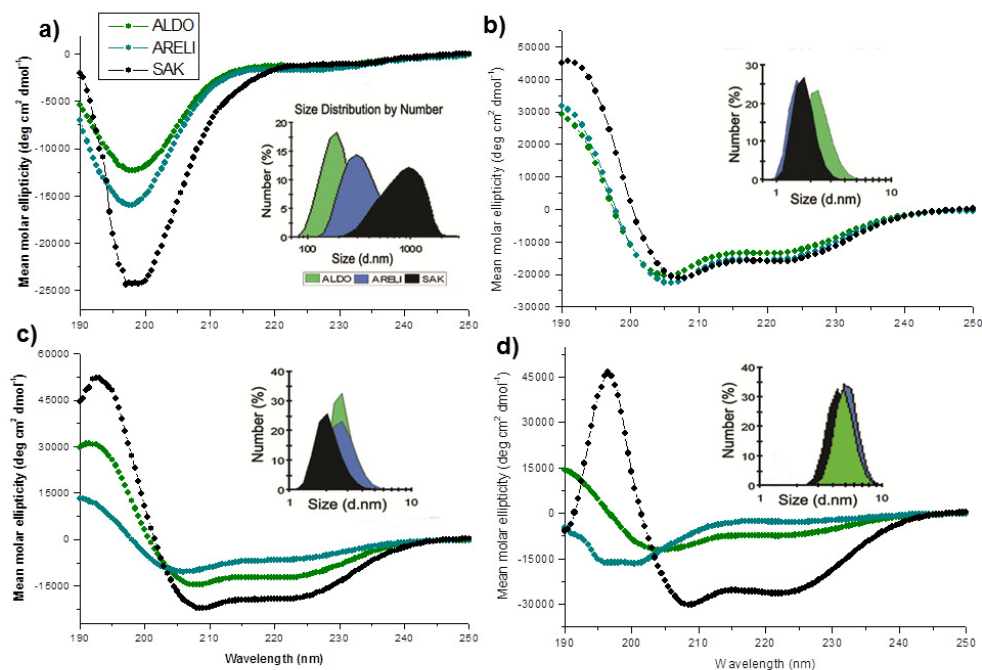 a)
ALDO
ARELI
SAK
Mean molar ellipticity (deg cm² dmol⁻¹)
0
-5000
-10000
-15000
-20000
-25000
190 200 210 220 230 240 250
Size Distribution by Number
Number (%)
20
15
10
5
0
100 1000
Size (d.nm)
ALDO ARELI SAK
b)
Mean molar ellipticity (deg cm² dmol⁻¹)
50000
40000
30000
20000
10000
0
-10000
-20000
-30000
190 200 210 220 230 240 250
Number (%)
30
20
10
0
1 10
Size (d.nm)
c)
Mean molar ellipticity (deg cm² dmol⁻¹)
60000
45000
30000
15000
0
-15000
190 200 210 220 230 240 250
Wavelength (nm)
Number (%)
40
30
20
10
0
1 10
Size (d.nm)
d)
Mean molar ellipticity (deg cm² dmol⁻¹)
45000
30000
15000
0
-15000
-30000
190 200 210 220 230 240 250
Wavelength (nm)
Number (%)
40
30
20
10
0
1 10
Size (d.nm)